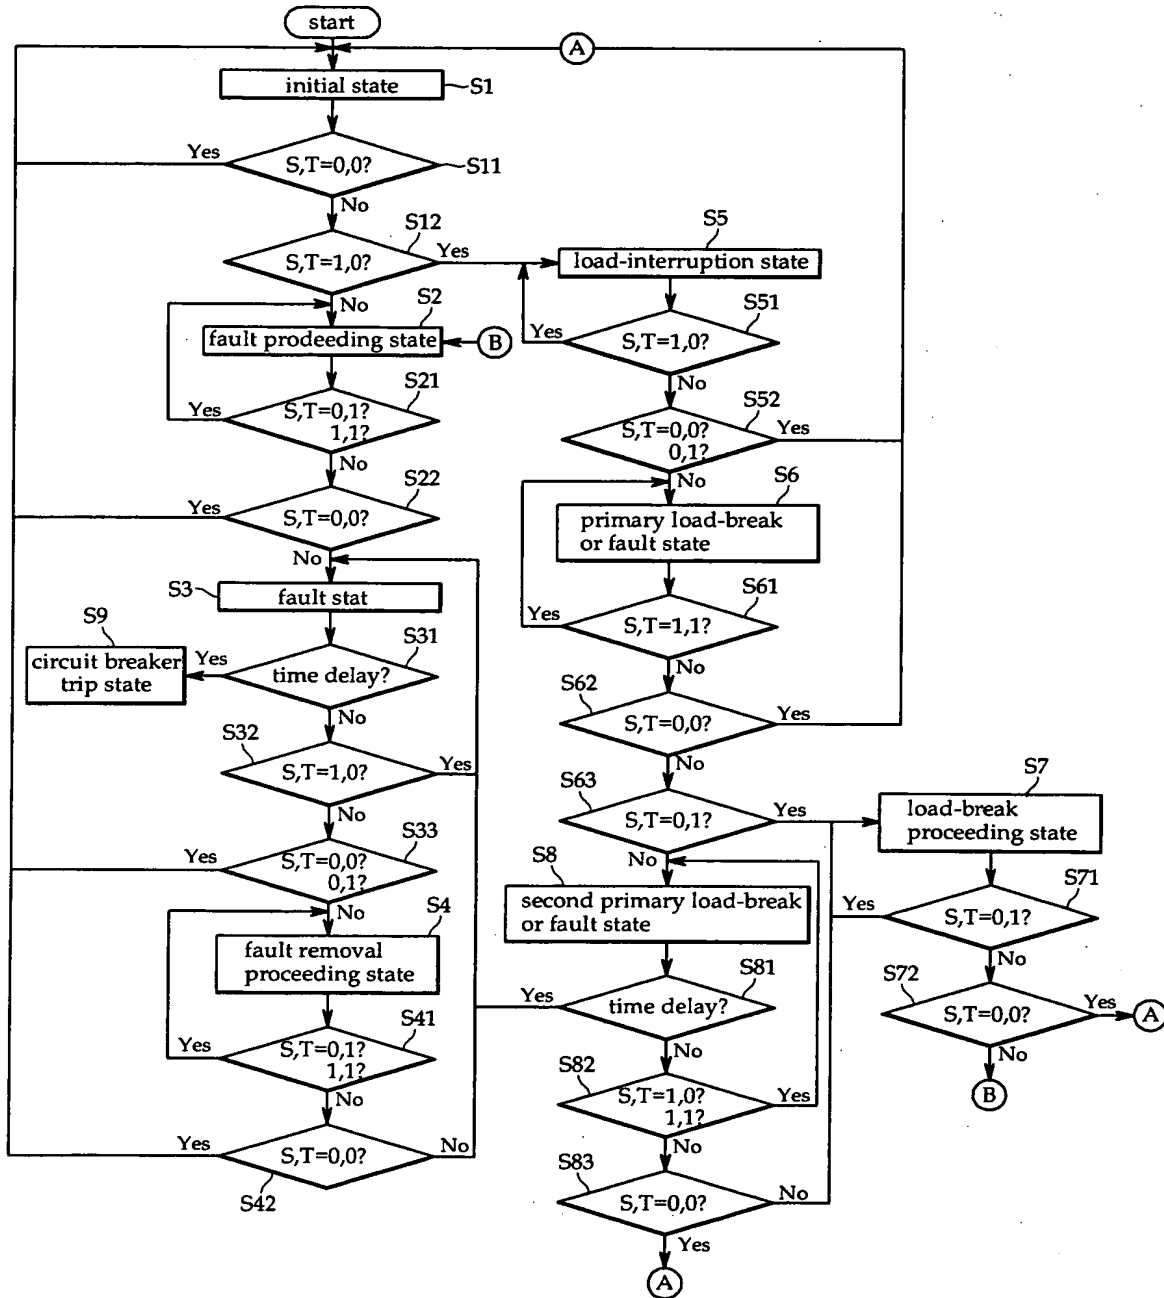 start
A
initial state
S1
Yes
S,T=0,0?
S11
No
S12
S,T=1,0?
Yes
No
S2
fault prodeeding state
B
S21
Yes
S,T=0,1?
1,1?
No
S22
Yes
S,T=0,0?
No
S3
fault stat
S9
circuit breaker
trip state
Yes
S31
time delay?
No
S32
S,T=1,0?
Yes
No
S33
Yes
S,T=0,0?
0,1?
No
S4
fault removal
proceeding state
S41
Yes
S,T=0,1?
1,1?
No
Yes
S,T=0,0?
No
S42
S5
load-interruption state
S51
Yes
S,T=1,0?
No
S52
S,T=0,0?
0,1?
Yes
No
S6
primary load-break
or fault state
S61
Yes
S,T=1,1?
No
S62
S,T=0,0?
Yes
No
S63
S,T=0,1?
Yes
No
S8
second primary load-break
or fault state
S81
Yes
time delay?
No
S82
S,T=1,0?
1,1?
Yes
No
S83
S,T=0,0?
No
Yes
A
S7
load-break
proceeding state
S71
Yes
S,T=0,1?
No
S72
S,T=0,0?
Yes
A
No
B